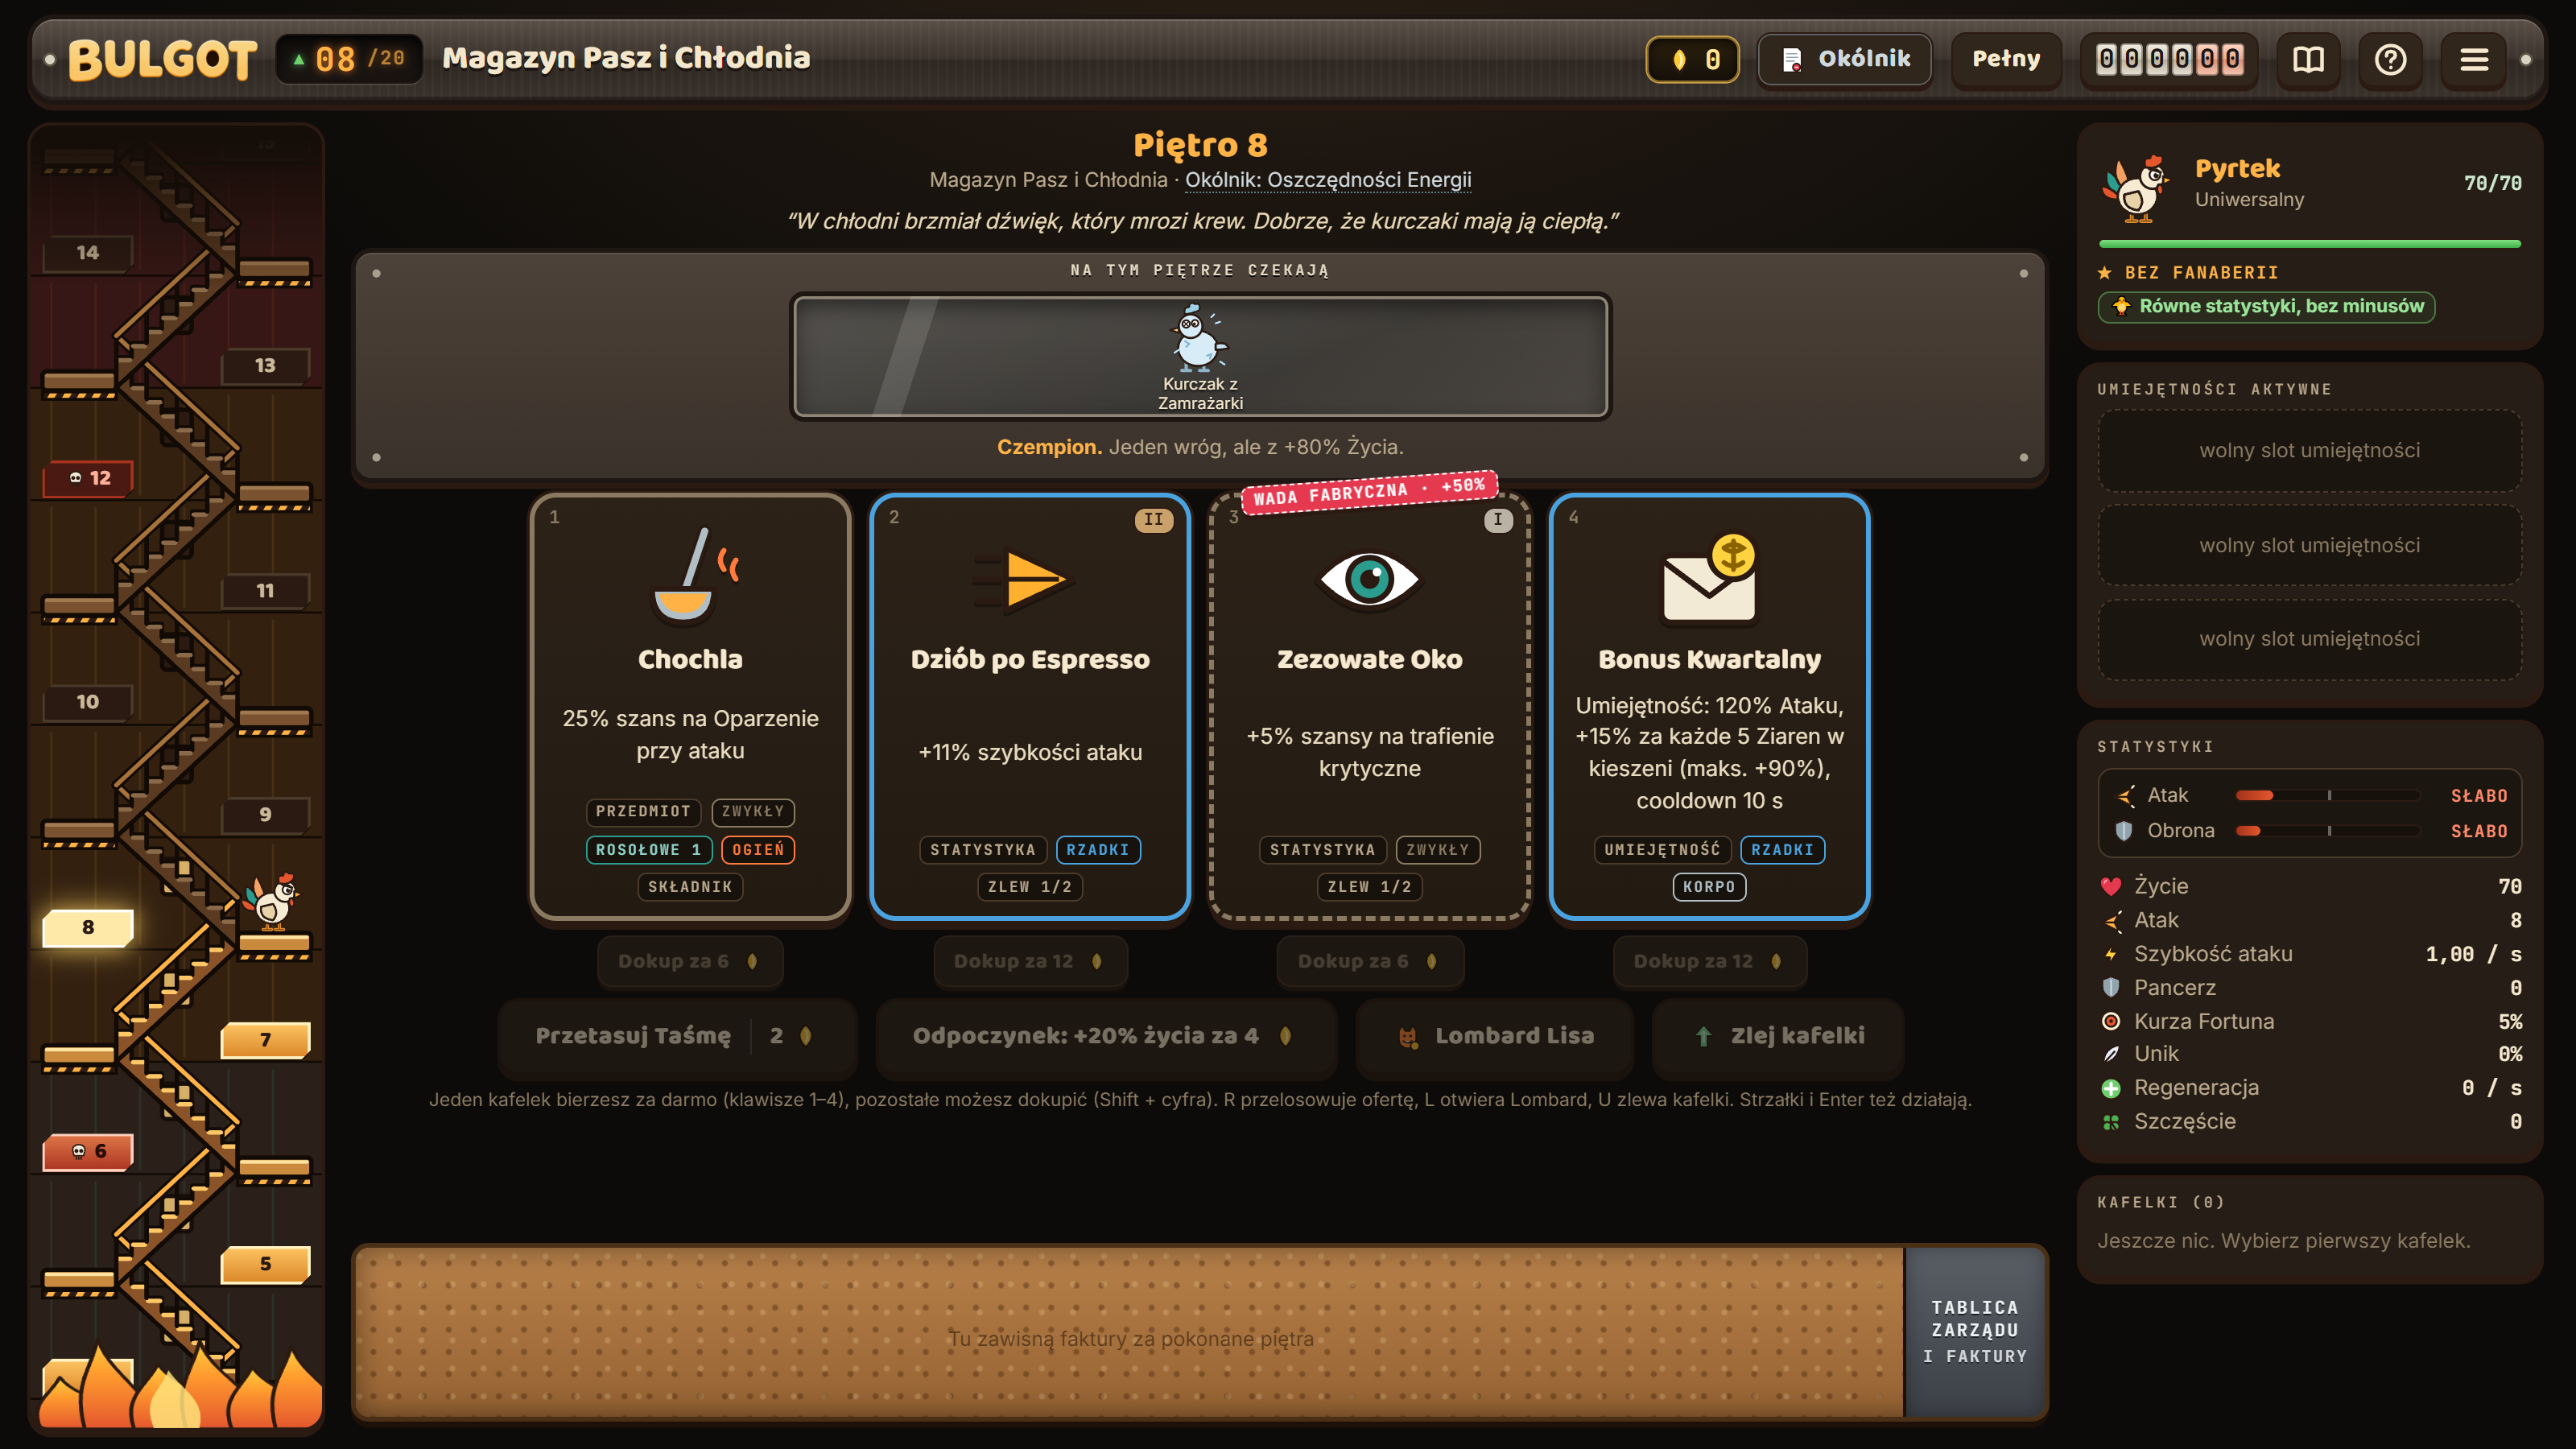 BULGOT
▲ 08 /20
Magazyn Pasz i Chłodnia
0
Okólnik
Pełny
000000
14
13
12
11
10
9
8
7
6
5
Piętro 8
Magazyn Pasz i Chłodnia · Okólnik: Oszczędności Energii
“W chłodni brzmiał dźwięk, który mrozi krew. Dobrze, że kurczaki mają ją ciepłą.”
NA TYM PIĘTRZE CZEKAJĄ
Kurczak z
Zamrażarki
Czempion. Jeden wróg, ale z +80% Życia.
1
Chochla
25% szans na Oparzenie
przy ataku
PRZEDMIOT
ZWYKŁY
ROSOŁOWE 1
OGIEŃ
SKŁADNIK
Dokup za 6
2
II
Dziób po Espresso
+11% szybkości ataku
STATYSTYKA
RZADKI
ZLEW 1/2
Dokup za 12
WADA FABRYCZNA · +50%
3
I
Zezowate Oko
+5% szansy na trafienie
krytyczne
STATYSTYKA
ZWYKŁY
ZLEW 1/2
Dokup za 6
4
Bonus Kwartalny
Umiejętność: 120% Ataku,
+15% za każde 5 Ziaren w
kieszeni (maks. +90%),
cooldown 10 s
UMIEJĘTNOŚĆ
RZADKI
KORPO
Dokup za 12
Przetasuj Taśmę 2
Odpoczynek: +20% życia za 4
Lombard Lisa
Zlej kafelki
Jeden kafelek bierzesz za darmo (klawisze 1–4), pozostałe możesz dokupić (Shift + cyfra). R przelosowuje ofertę, L otwiera Lombard, U zlewa kafelki. Strzałki i Enter też działają.
Tu zawisną faktury za pokonane piętra
TABLICA
ZARZĄDU
I FAKTURY
Pyrtek
Uniwersalny
70/70
★ BEZ FANABERII
Równe statystyki, bez minusów
UMIEJĘTNOŚCI AKTYWNE
wolny slot umiejętności
wolny slot umiejętności
wolny slot umiejętności
STATYSTYKI
Atak SŁABO
Obrona SŁABO
Życie 70
Atak 8
Szybkość ataku 1,00 / s
Pancerz 0
Kurza Fortuna 5%
Unik 0%
Regeneracja 0 / s
Szczęście 0
KAFELKI (0)
Jeszcze nic. Wybierz pierwszy kafelek.